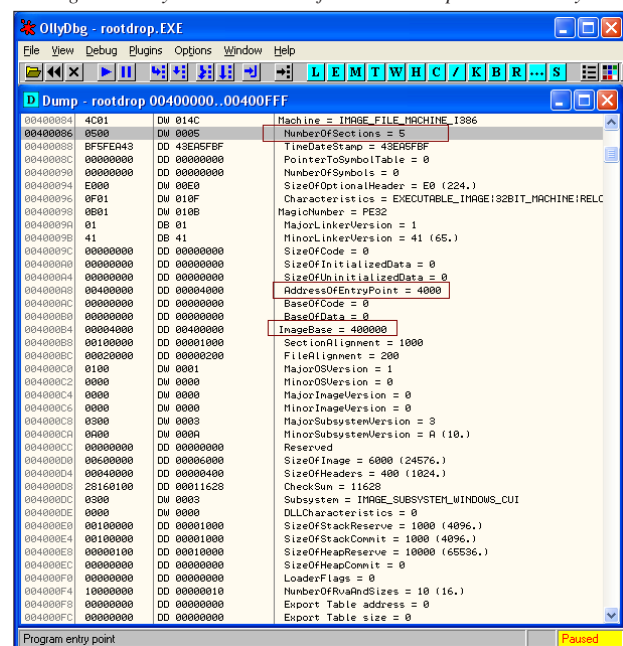 OllyDbg - rootdrop.EXE
File View Debug Plugins Options Window Help
L E M T W H C / K B R ... S
D Dump - rootdrop 00400000..00400FFF
00400084 4C01 DW 014C Machine = IMAGE_FILE_MACHINE_I386
00400086 0500 DW 0005 NumberOfSections = 5
00400088 BF5FEA43 DD 43EA5FBF TimeDateStamp = 43EA5FBF
0040008C 00000000 DD 00000000 PointerToSymbolTable = 0
00400090 00000000 DD 00000000 NumberOfSymbols = 0
00400094 E000 DW 00E0 SizeOfOptionalHeader = E0 (224.)
00400096 0F01 DW 010F Characteristics = EXECUTABLE_IMAGE|32BIT_MACHINE|RELC
00400098 0B01 DW 010B MagicNumber = PE32
0040009A 01 DB 01 MajorLinkerVersion = 1
0040009B 41 DB 41 MinorLinkerVersion = 41 (65.)
0040009C 00000000 DD 00000000 SizeOfCode = 0
004000A0 00000000 DD 00000000 SizeOfInitializedData = 0
004000A4 00000000 DD 00000000 SizeOfUninitializedData = 0
004000A8 00400000 DD 00004000 AddressOfEntryPoint = 4000
004000AC 00000000 DD 00000000 BaseOfCode = 0
004000B0 00000000 DD 00000000 BaseOfData = 0
004000B4 00004000 DD 00400000 ImageBase = 400000
004000B8 00100000 DD 00001000 SectionAlignment = 1000
004000BC 00020000 DD 00000200 FileAlignment = 200
004000C0 0100 DW 0001 MajorOSVersion = 1
004000C2 0000 DW 0000 MinorOSVersion = 0
004000C4 0000 DW 0000 MajorImageVersion = 0
004000C6 0000 DW 0000 MinorImageVersion = 0
004000C8 0300 DW 0003 MajorSubsystemVersion = 3
004000CA 0A00 DW 000A MinorSubsystemVersion = A (10.)
004000CC 00000000 DD 00000000 Reserved
004000D0 00600000 DD 00006000 SizeOfImage = 6000 (24576.)
004000D4 00040000 DD 00000400 SizeOfHeaders = 400 (1024.)
004000D8 28160100 DD 00011628 CheckSum = 11628
004000DC 0300 DW 0003 Subsystem = IMAGE_SUBSYSTEM_WINDOWS_CUI
004000DE 0000 DW 0000 DLLCharacteristics = 0
004000E0 00100000 DD 00001000 SizeOfStackReserve = 1000 (4096.)
004000E4 00100000 DD 00001000 SizeOfStackCommit = 1000 (4096.)
004000E8 00000100 DD 00010000 SizeOfHeapReserve = 10000 (65536.)
004000EC 00000000 DD 00000000 SizeOfHeapCommit = 0
004000F0 00000000 DD 00000000 LoaderFlags = 0
004000F4 10000000 DD 00000010 NumberOfRvaAndSizes = 10 (16.)
004000F8 00000000 DD 00000000 Export Table address = 0
004000FC 00000000 DD 00000000 Export Table size = 0
Program entry point Paused